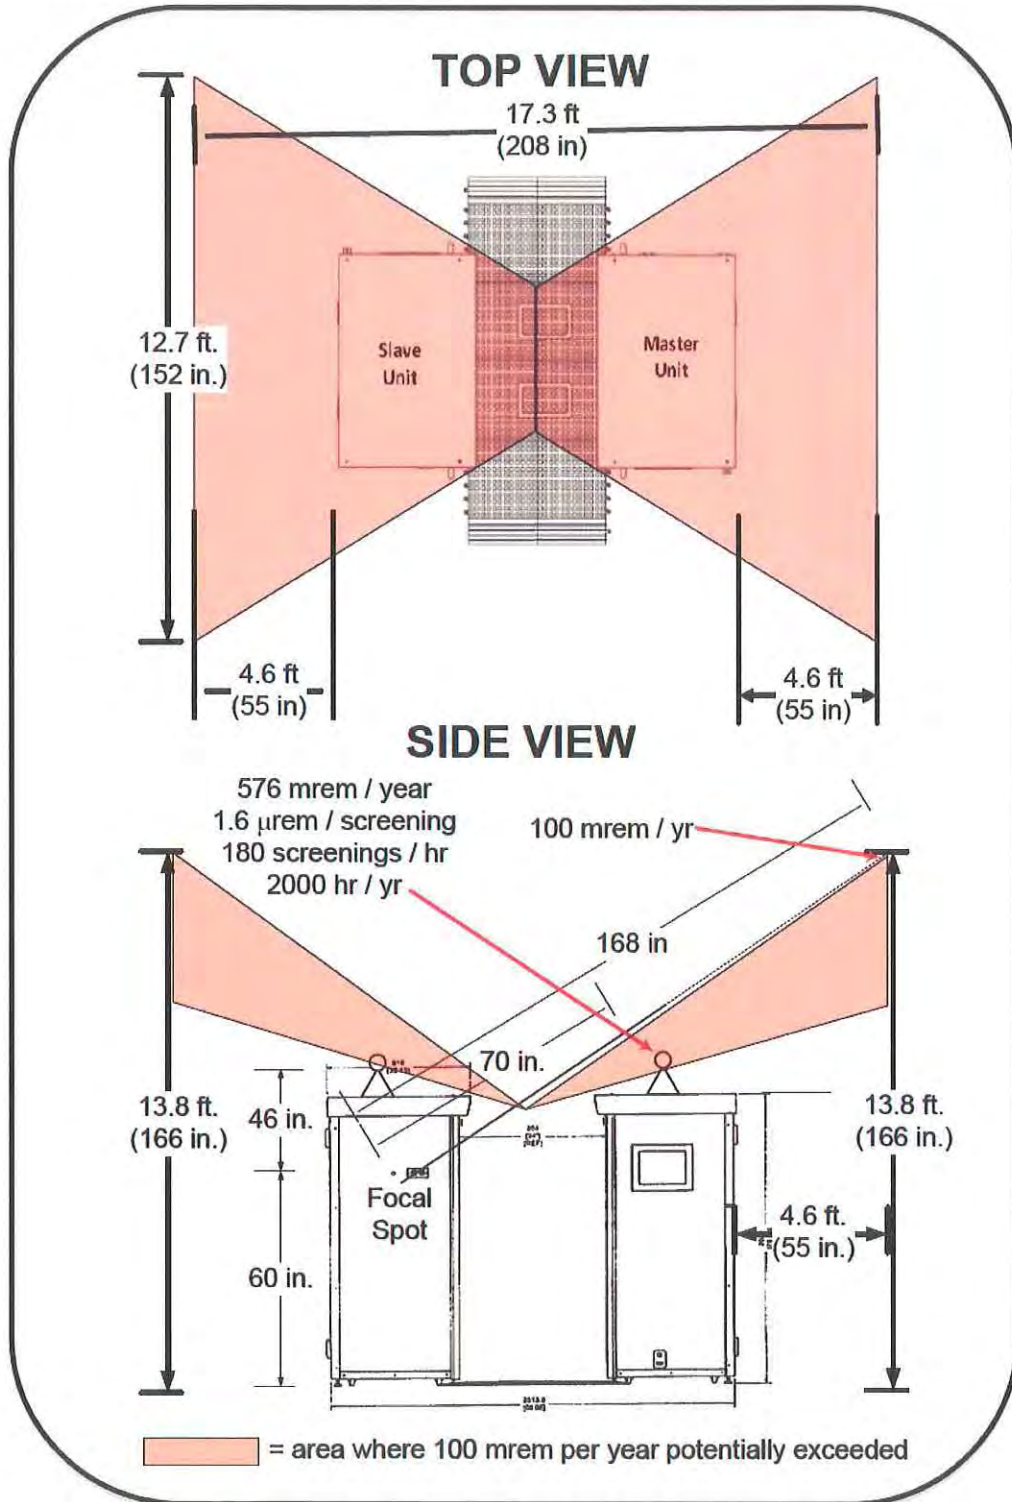 TOP VIEW
17.3 ft
(208 in)
12.7 ft.
(152 in.)
Slave
Unit
Master
Unit
4.6 ft
(55 in)
4.6 ft
(55 in)
SIDE VIEW
576 mrem / year
1.6 μrem / screening
180 screenings / hr
2000 hr / yr
100 mrem / yr
168 in
70 in.
13.8 ft.
(166 in.)
46 in.
13.8 ft.
(166 in.)
Focal
Spot
4.6 ft.
(55 in.)
60 in.
= area where 100 mrem per year potentially exceeded